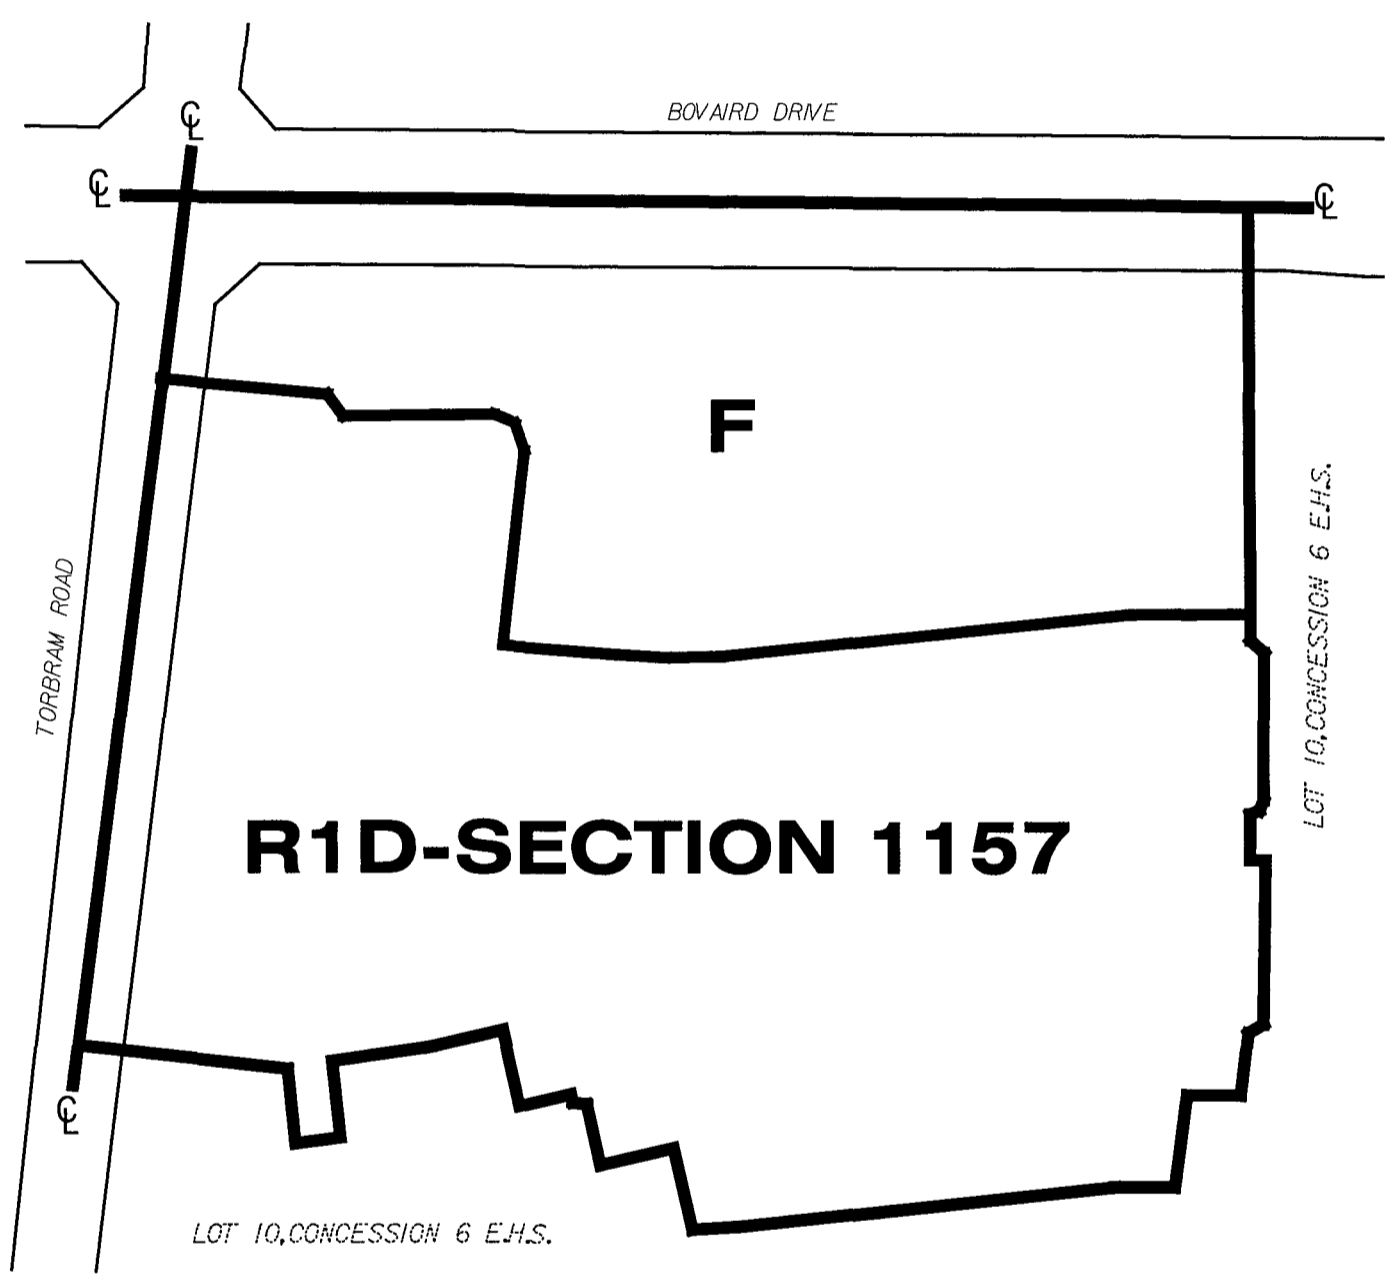 BOVAIRD DRIVE
℄
℄
℄
F
LOT 10, CONCESSION 6 E.H.S.
TORBRAM ROAD
R1D-SECTION 1157
℄
LOT 10, CONCESSION 6 E.H.S.